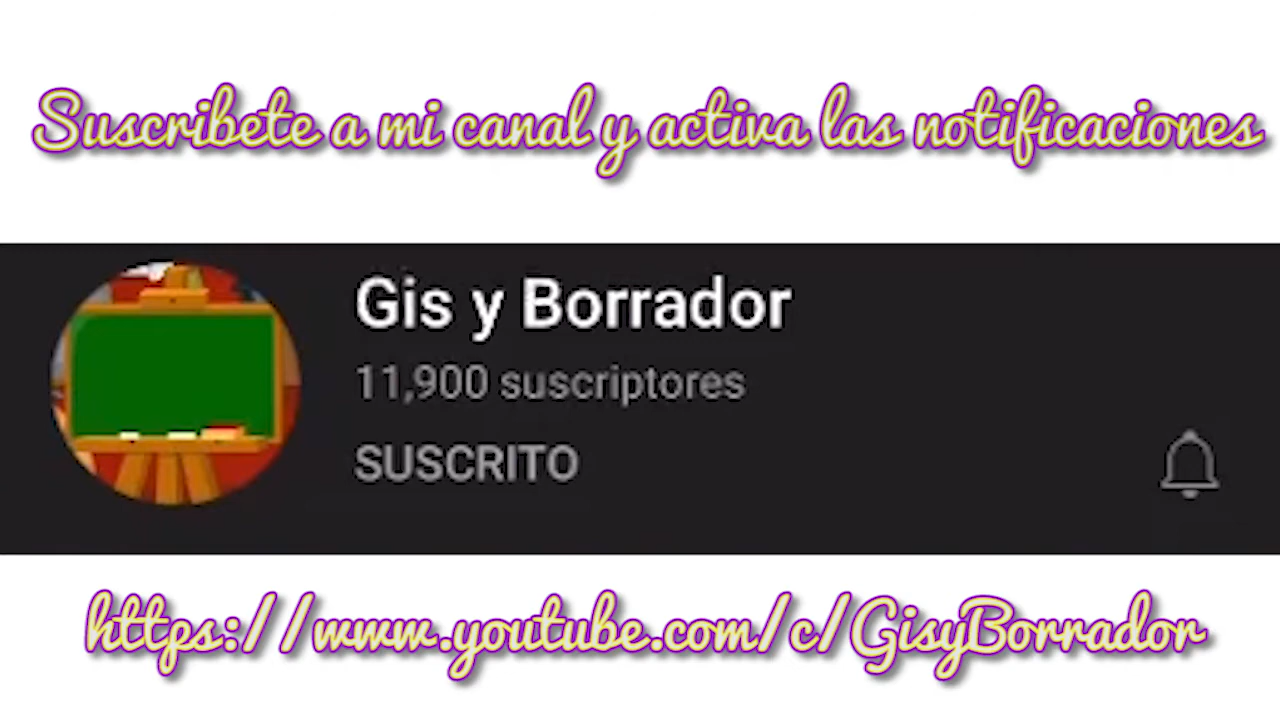 Suscribete a mi canal y activa las notificaciones
Gis y Borrador
11,900 suscriptores
SUSCRITO
https://www.youtube.com/c/GisyBorrador